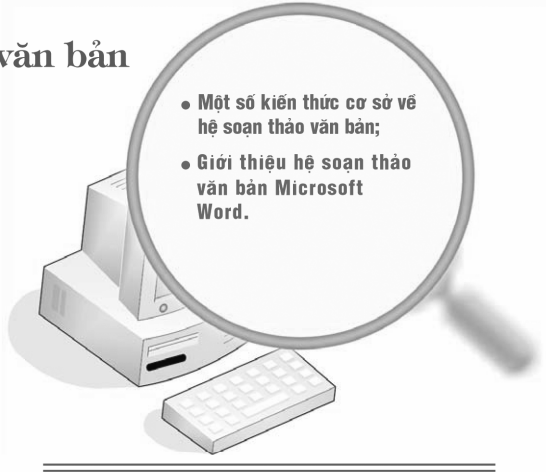 văn bản
• Một số kiến thức cơ sở về
hệ soạn thảo văn bản;
• Giới thiệu hệ soạn thảo
văn bản Microsoft
Word.